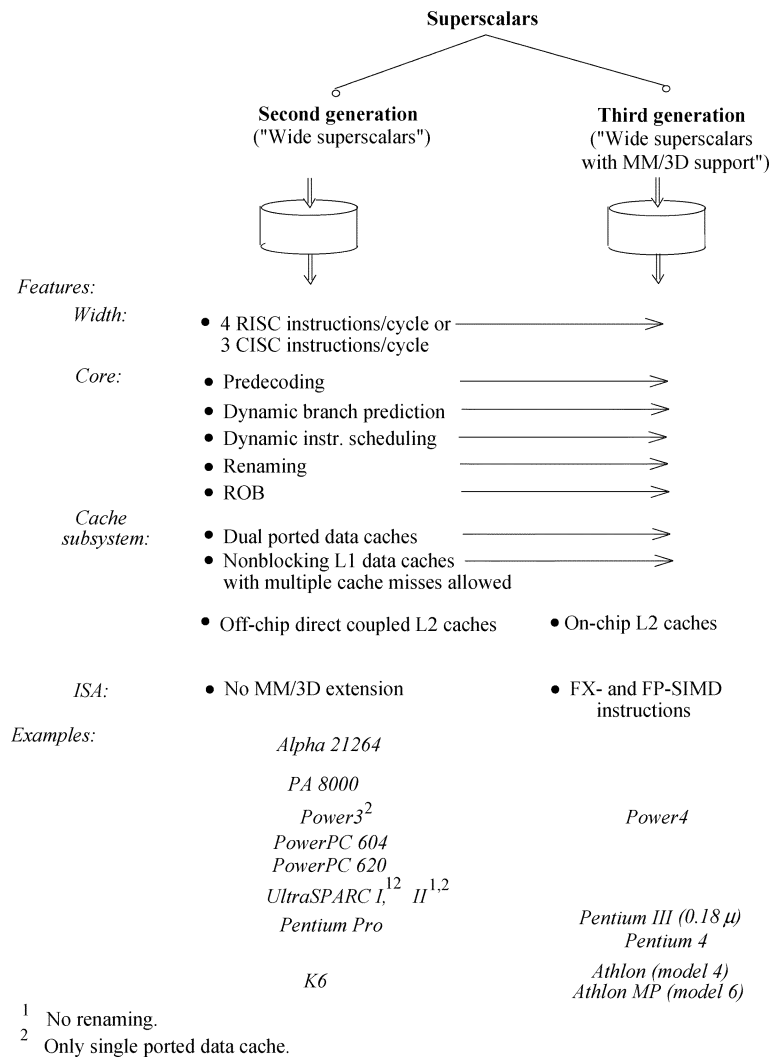 Superscalars
Second generation
("Wide superscalars")
Third generation
("Wide superscalars
with MM/3D support")
Features:
Width:
• 4 RISC instructions/cycle or
3 CISC instructions/cycle
Core:
• Predecoding
• Dynamic branch prediction
• Dynamic instr. scheduling
• Renaming
• ROB
Cache
subsystem:
• Dual ported data caches
• Nonblocking L1 data caches
with multiple cache misses allowed
• Off-chip direct coupled L2 caches
• On-chip L2 caches
ISA:
• No MM/3D extension
• FX- and FP-SIMD
instructions
Examples:
Alpha 21264
PA 8000
Power3²
Power4
PowerPC 604
PowerPC 620
UltraSPARC I,¹² II¹,²
Pentium Pro
Pentium III (0.18 μ)
Pentium 4
K6
Athlon (model 4)
Athlon MP (model 6)
¹ No renaming.
² Only single ported data cache.